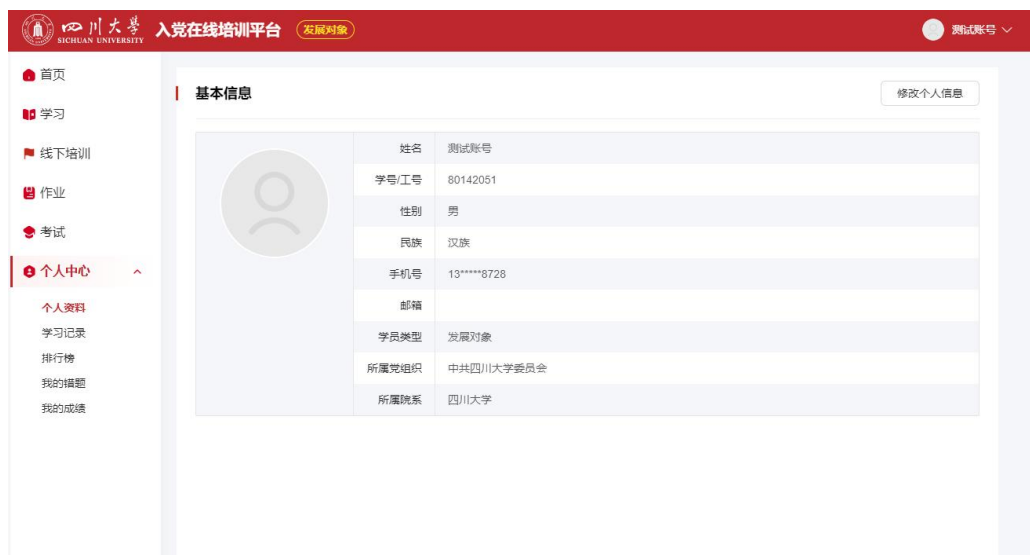 四川大学
SICHUAN UNIVERSITY
入党在线培训平台
发展对象
测试账号
首页
学习
线下培训
作业
考试
个人中心
个人资料
学习记录
排行榜
我的错题
我的成绩
基本信息
修改个人信息
姓名 测试账号
学号/工号 80142051
性别 男
民族 汉族
手机号 13*****8728
邮箱
学员类型 发展对象
所属党组织 中共四川大学委员会
所属院系 四川大学